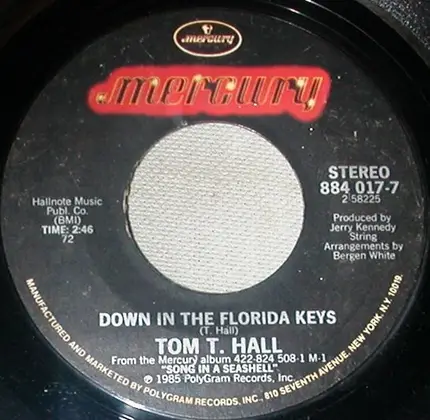 mercury
mercury
STEREO
884 017-7
2 58225
Hallnote Music
Publ. Co.
(BMI)
TIME: 2:46
72
Produced by
Jerry Kennedy
String
Arrangements by
Bergen White
DOWN IN THE FLORIDA KEYS
(T. Hall)
TOM T. HALL
From the Mercury album 422-824 508-1 M-1
"SONG IN A SEASHELL"
℗ 1985 PolyGram Records, Inc.
MANUFACTURED AND MARKETED BY POLYGRAM RECORDS, INC., 810 SEVENTH AVENUE, NEW YORK, N.Y. 10019.